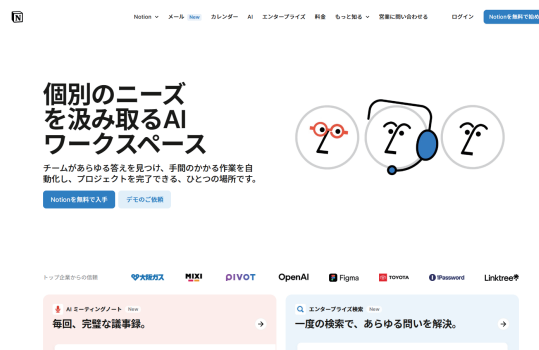 Notion メール New カレンダー AI エンタープライズ 料金 もっと知る 営業に問い合わせる ログイン Notionを無料で始め
個別のニーズ
を汲み取るAI
ワークスペース
チームがあらゆる答えを見つけ、手間のかかる作業を自
動化し、プロジェクトを完了できる、ひとつの場所です。
Notionを無料で入手 デモのご依頼
トップ企業からの信頼 大阪ガス MIXI PIVOT OpenAI Figma TOYOTA 1Password Linktree
AI ミーティングノート New
毎回、完璧な議事録。
エンタープライズ検索 New
一度の検索で、あらゆる問いを解決。